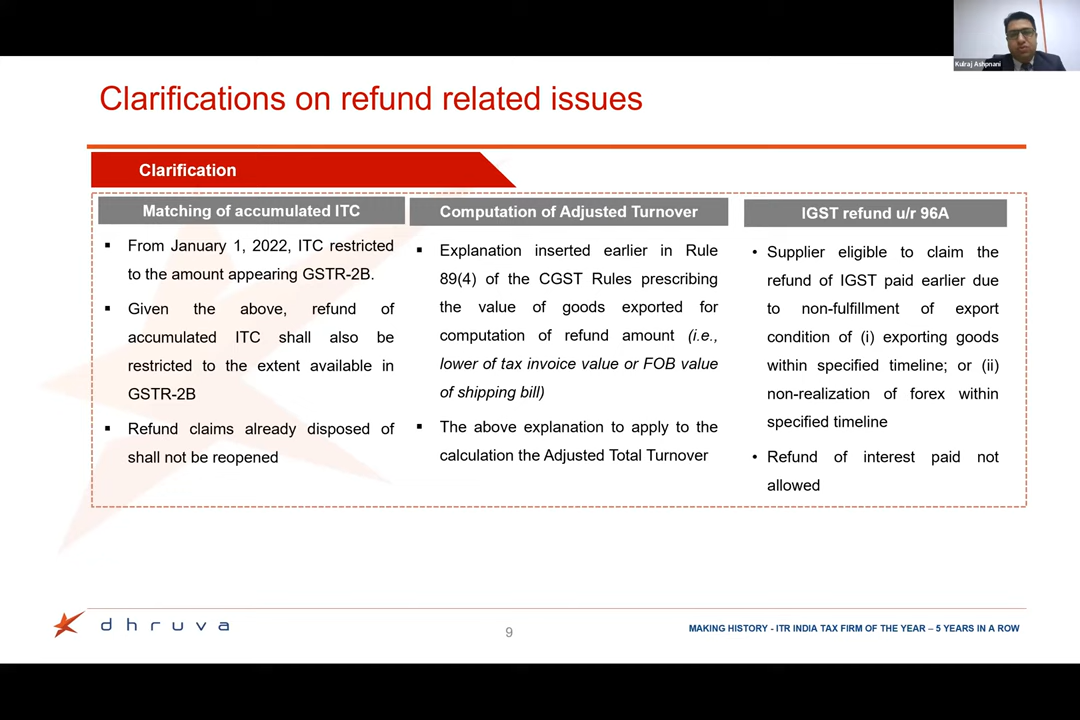 Kulraj Ashpnani
Clarifications on refund related issues
Clarification
Matching of accumulated ITC
▪ From January 1, 2022, ITC restricted
to the amount appearing GSTR-2B.
▪ Given the above, refund of
accumulated ITC shall also be
restricted to the extent available in
GSTR-2B
▪ Refund claims already disposed of
shall not be reopened
Computation of Adjusted Turnover
▪ Explanation inserted earlier in Rule
89(4) of the CGST Rules prescribing
the value of goods exported for
computation of refund amount (i.e.,
lower of tax invoice value or FOB value
of shipping bill)
▪ The above explanation to apply to the
calculation the Adjusted Total Turnover
IGST refund u/r 96A
• Supplier eligible to claim the
refund of IGST paid earlier due
to non-fulfillment of export
condition of (i) exporting goods
within specified timeline; or (ii)
non-realization of forex within
specified timeline
• Refund of interest paid not
allowed
dhruva
9
MAKING HISTORY - ITR INDIA TAX FIRM OF THE YEAR – 5 YEARS IN A ROW